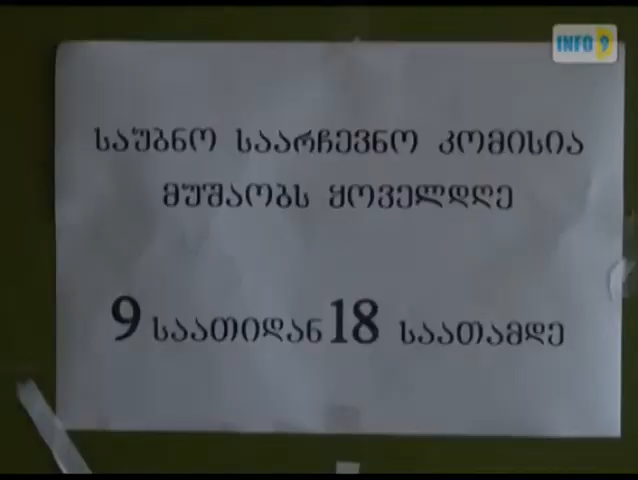 INFO 9
საუბნო საარჩევნო კომისია
მუშაობს ყოველდღე
9 საათიდან 18 საათამდე